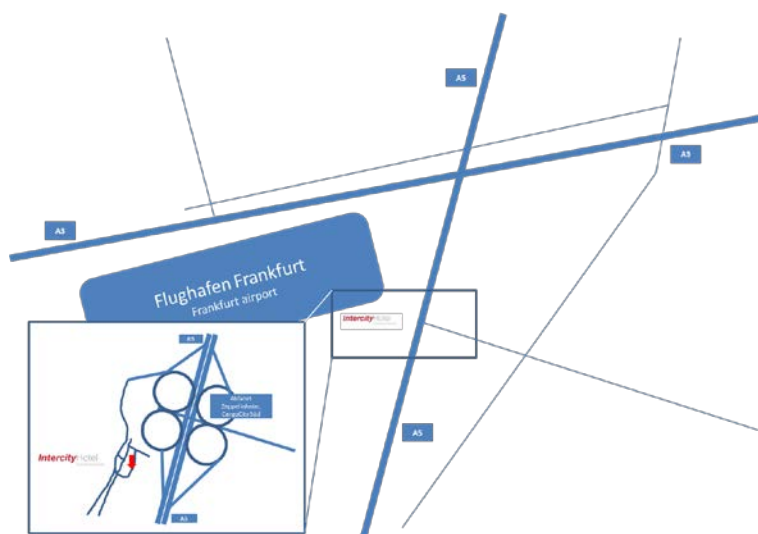 A5
A3
A3
Flughafen Frankfurt
Frankfurt airport
IntercityHotel
A5
A5
Abfahrt
Zeppelinheim,
CargoCity Süd
IntercityHotel
A5